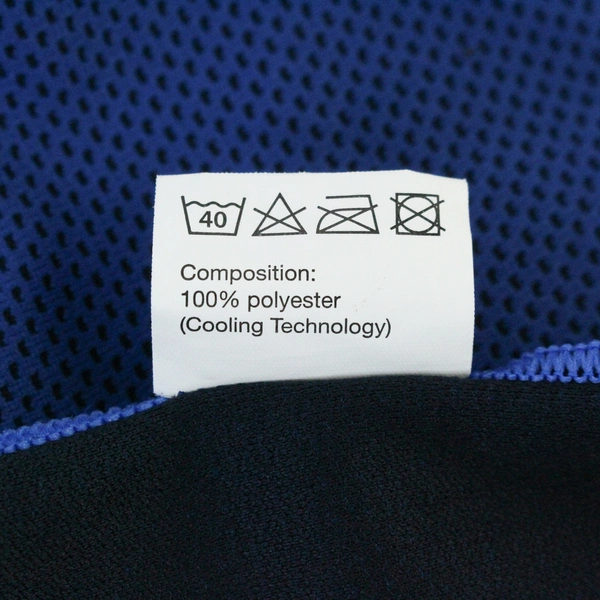 40
Composition:
100% polyester
(Cooling Technology)